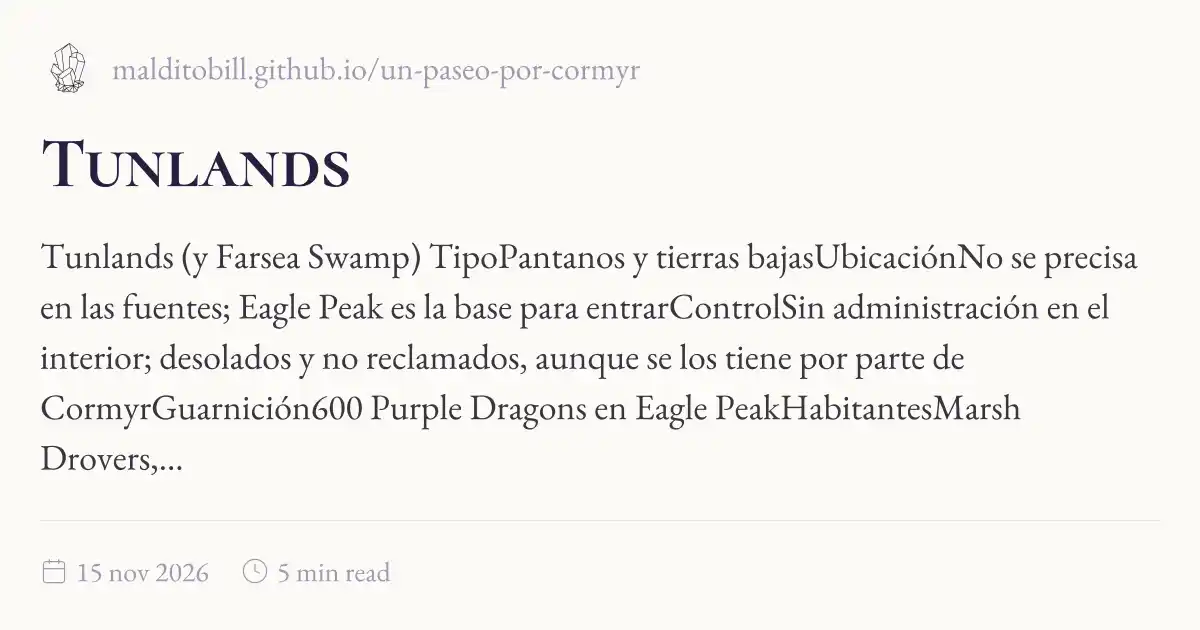 malditobill.github.io/un-paseo-por-cormyr
Tunlands
Tunlands (y Farsea Swamp) TipoPantanos y tierras bajasUbicaciónNo se precisa
en las fuentes; Eagle Peak es la base para entrarControlSin administración en el
interior; desolados y no reclamados, aunque se los tiene por parte de
CormyrGuarnición600 Purple Dragons en Eagle PeakHabitantesMarsh
Drovers,...
15 nov 2026 5 min read